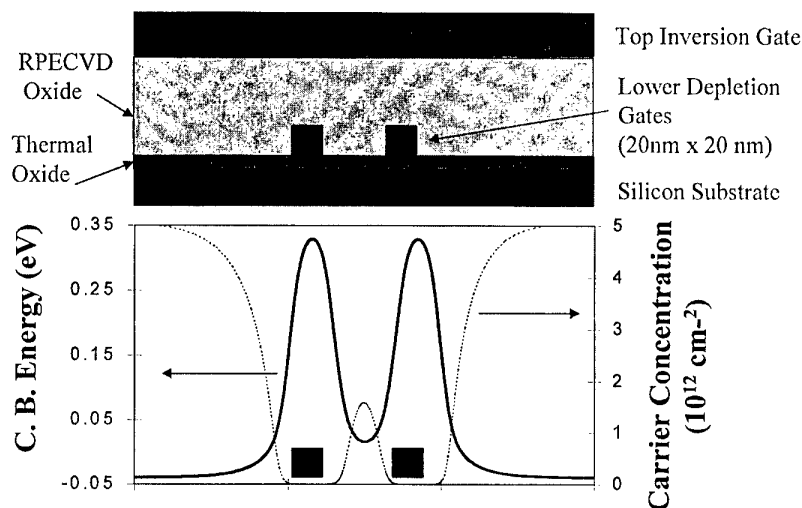 Top Inversion Gate
RPECVD
Oxide
Lower Depletion
Gates
(20nm x 20 nm)
Thermal
Oxide
Silicon Substrate
C. B. Energy (eV)
0.35
0.25
0.15
0.05
-0.05
5
4
3
2
1
0
Carrier Concentration
(10¹² cm-²)